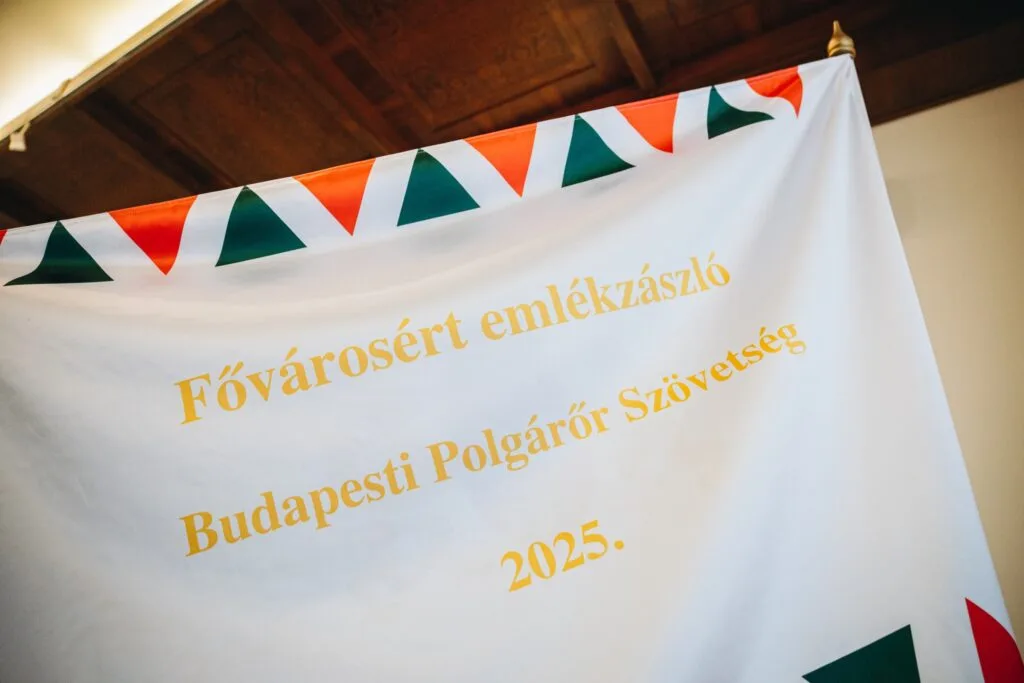 Fővárosért emlékzászló
Budapesti Polgárőr Szövetség
2025.